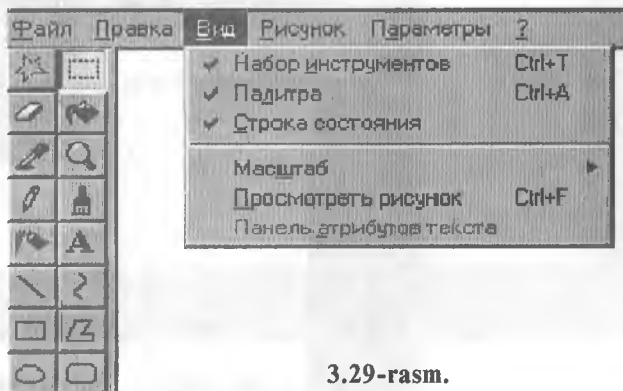 Файл Правка Вид Рисунок Параметры ?
Набор инструментов Ctrl+T
Палитра Ctrl+A
Строка состояния
Масштаб
Просмотреть рисунок Ctrl+F
Панель атрибутов текста
A
3.29-rasm.